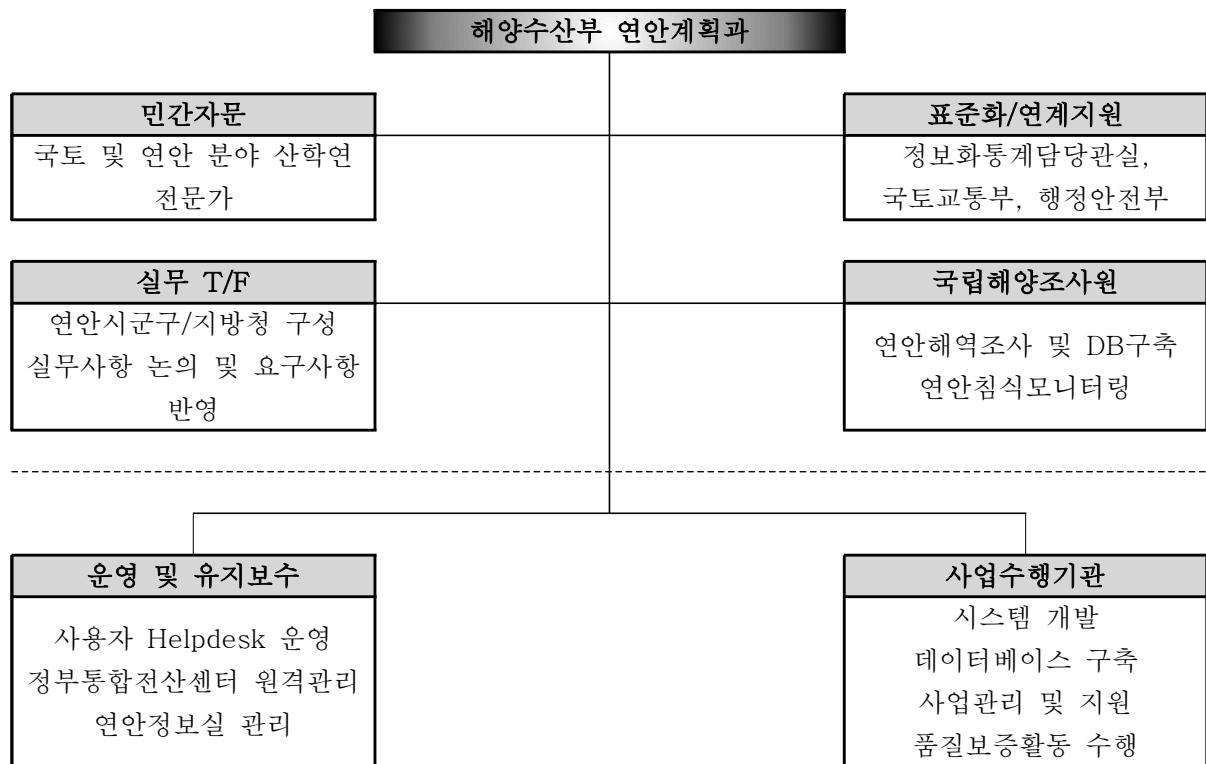 해양수산부 연안계획과
민간자문
국토 및 연안 분야 산학연
전문가
표준화/연계지원
정보화통계담당관실,
국토교통부, 행정안전부
실무 T/F
연안시군구/지방청 구성
실무사항 논의 및 요구사항
반영
국립해양조사원
연안해역조사 및 DB구축
연안침식모니터링
운영 및 유지보수
사용자 Helpdesk 운영
정부통합전산센터 원격관리
연안정보실 관리
사업수행기관
시스템 개발
데이터베이스 구축
사업관리 및 지원
품질보증활동 수행